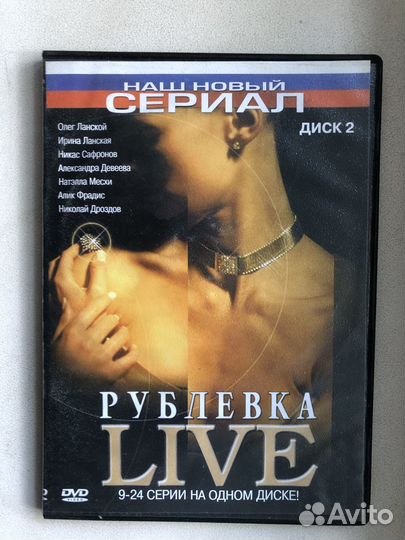 НАШ НОВЫЙ
СЕРИАЛ
ДИСК 2
Олег Ланской
Ирина Ланская
Никас Сафронов
Александра Девеева
Натэлла Месхи
Алик Фрадис
Николай Дроздов
РУБЛЕВКА
LIVE
9-24 СЕРИИ НА ОДНОМ ДИСКЕ!
DVD
VIDEO
Avito